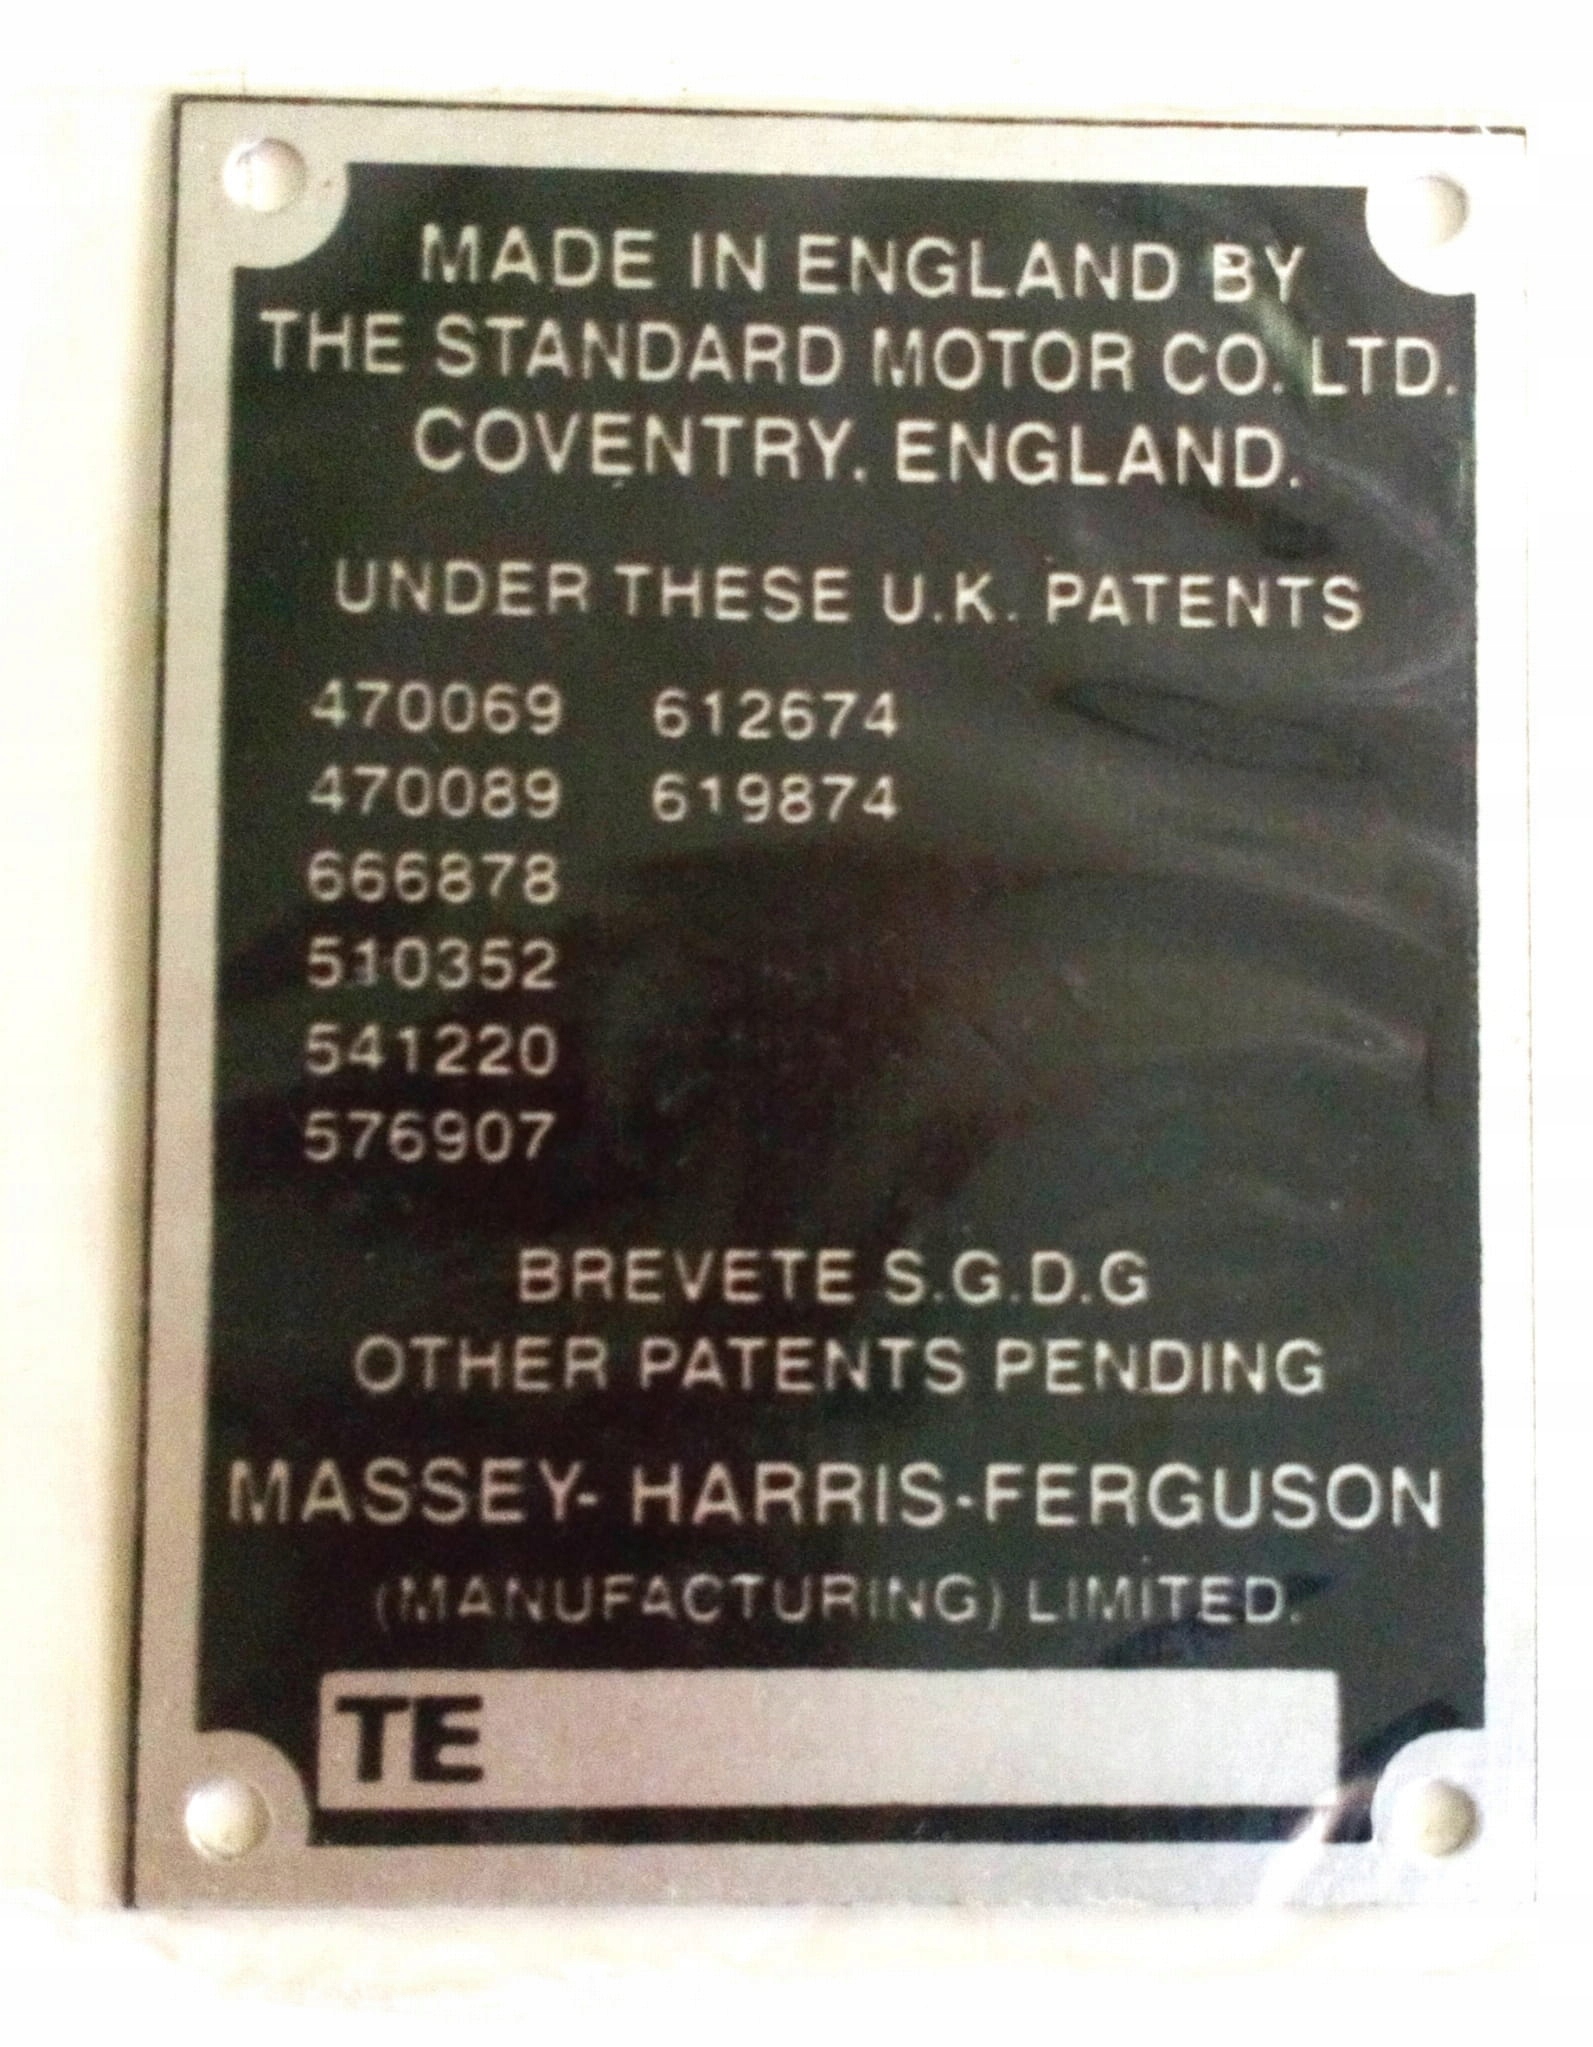 MADE IN ENGLAND BY
THE STANDARD MOTOR CO. LTD.
COVENTRY. ENGLAND.
UNDER THESE U.K. PATENTS
470069 612674
470089 619874
666878
510352
541220
576907
BREVETE S.G.D.G
OTHER PATENTS PENDING
MASSEY- HARRIS-FERGUSON
(MANUFACTURING) LIMITED.
TE